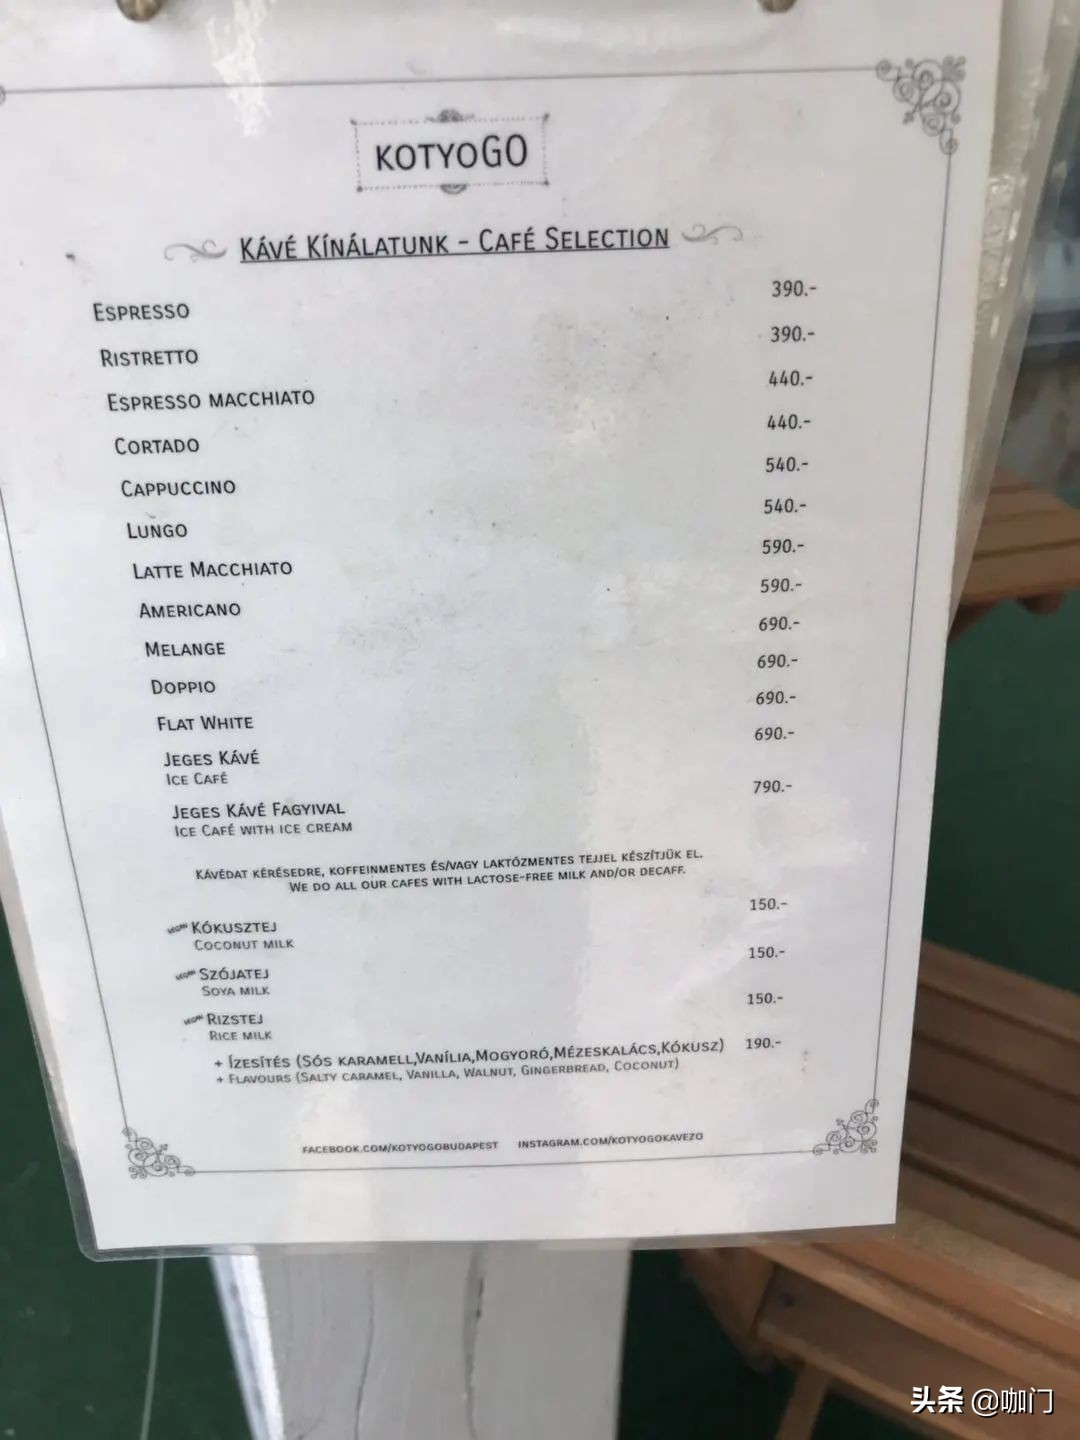 KOTYOGO
KÁVÉ KÍNÁLATUNK - CAFÉ SELECTION
ESPRESSO 390.-
RISTRETTO 390.-
ESPRESSO MACCHIATO 440.-
CORTADO 440.-
CAPPUCCINO 540.-
LUNGO 540.-
LATTE MACCHIATO 590.-
AMERICANO 590.-
MELANGE 690.-
DOPPIO 690.-
FLAT WHITE 690.-
JEGES KÁVÉ 690.-
ICE CAFÉ
JEGES KÁVÉ FAGYIVAL 790.-
ICE CAFÉ WITH ICE CREAM
KÁVÉDAT KÉRÉSEDRE, KOFFEINMENTES ÉS/VAGY LAKTÓZMENTES TEJJEL KÉSZÍTJÜK EL.
WE DO ALL OUR CAFES WITH LACTOSE-FREE MILK AND/OR DECAFF.
VEGAN KÓKUSZTEJ 150.-
COCONUT MILK
VEGAN SZÓJATEJ 150.-
SOYA MILK
VEGAN RIZSTEJ 150.-
RICE MILK
+ ÍZESÍTÉS (SÓS KARAMELL,VANÍLIA,MOGYORÓ,MÉZESKALÁCS,KÓKUSZ) 190.-
+ FLAVOURS (SALTY CARAMEL, VANILLA, WALNUT, GINGERBREAD, COCONUT)
FACEBOOK.COM/KOTYOGOBUDAPEST INSTAGRAM.COM/KOTYOGOKAVEZO
头条 @咖门